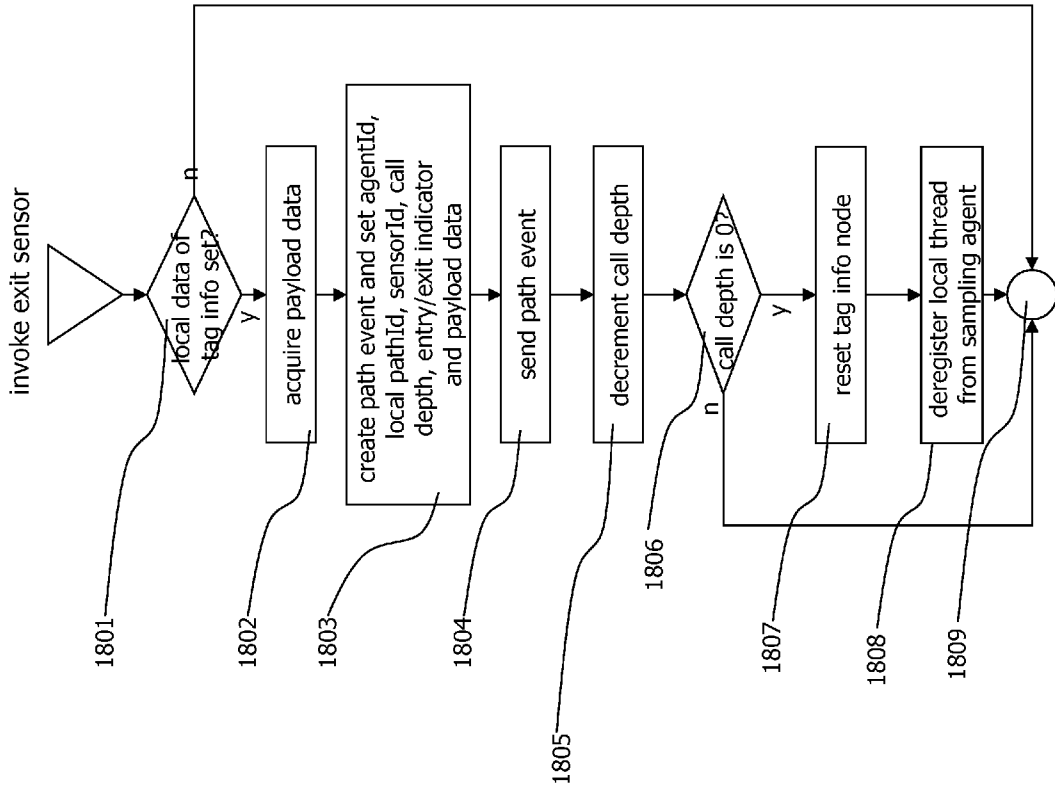 invoke exit sensor
local data of
tag info set?
n
y
acquire payload data
create path event and set agentId,
local pathId, sensorId, call
depth, entry/exit indicator
and payload data
send path event
decrement call depth
call depth is 0?
n
y
reset tag info node
deregister local thread
from sampling agent
1801
1802
1803
1804
1805
1806
1807
1808
1809